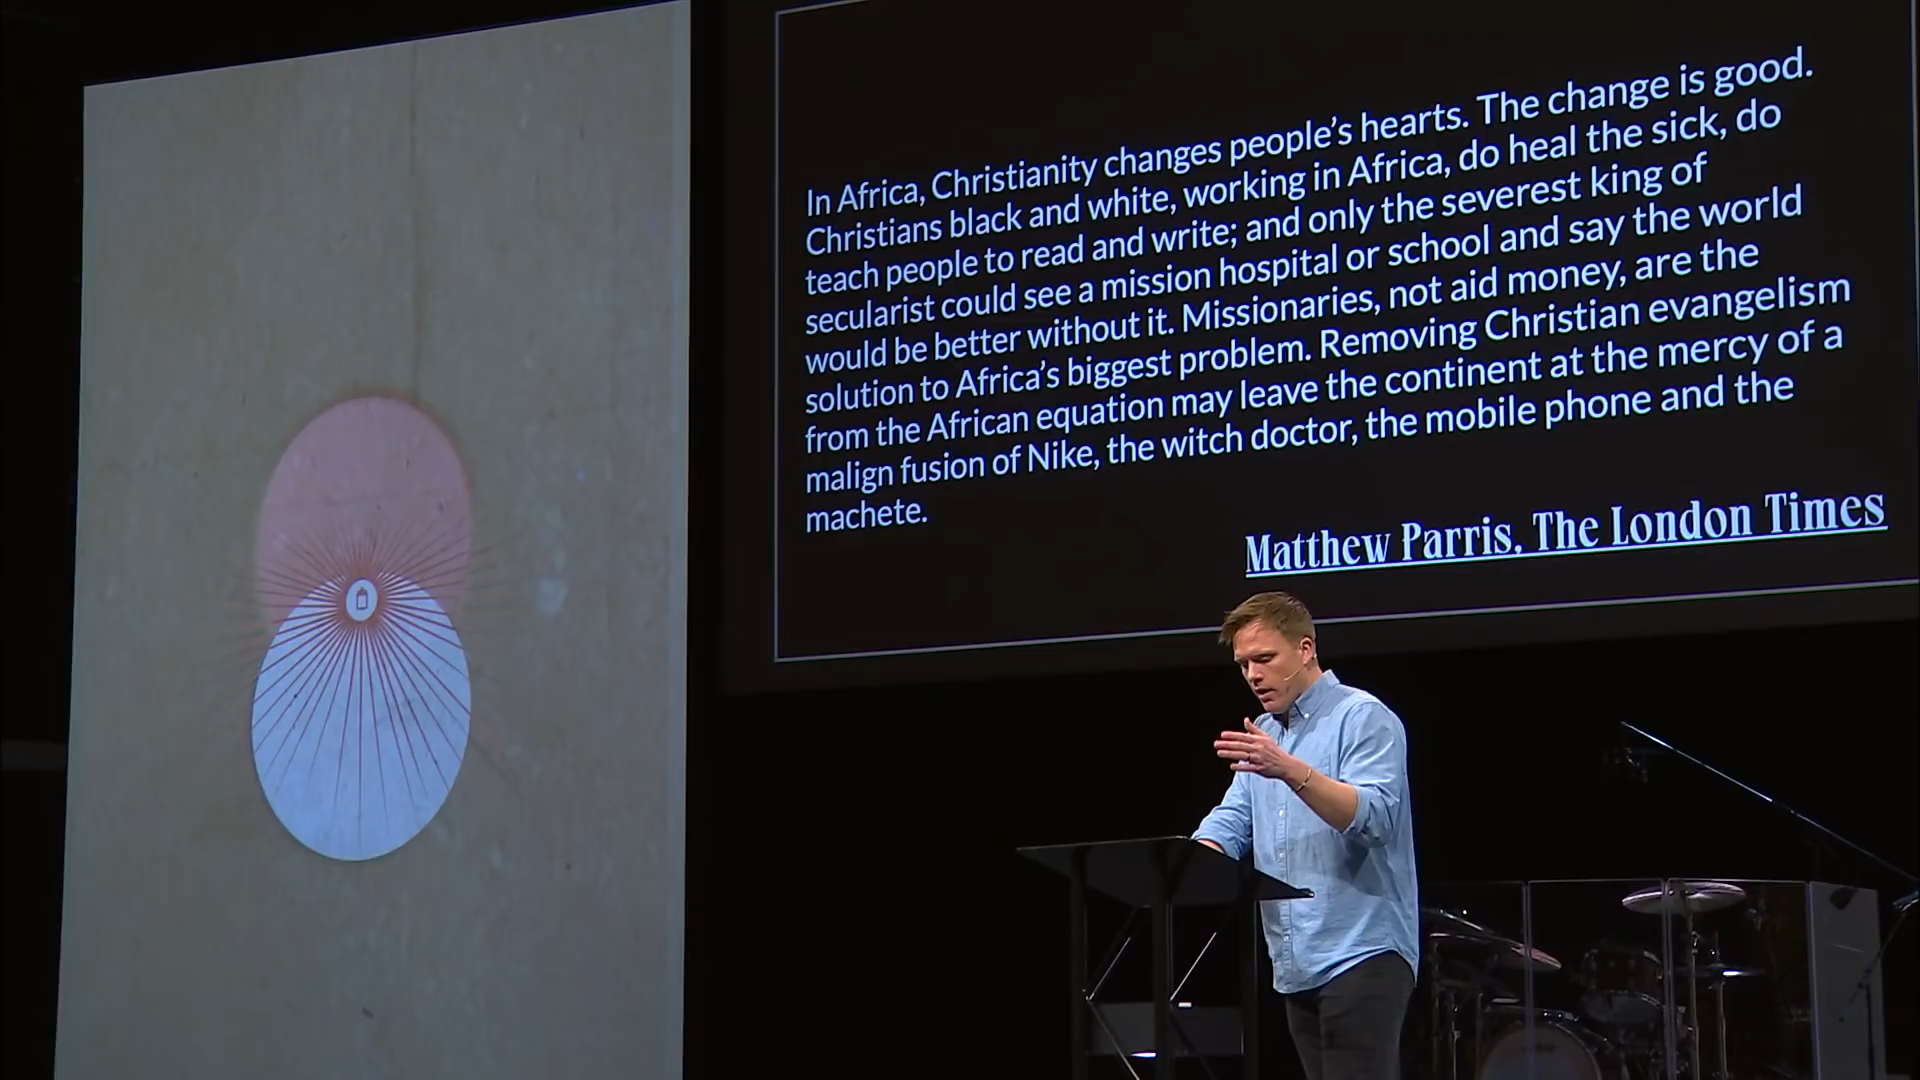 In Africa, Christianity changes people's hearts. The change is good.
Christians black and white, working in Africa, do heal the sick, do
teach people to read and write; and only the severest king of
secularist could see a mission hospital or school and say the world
would be better without it. Missionaries, not aid money, are the
solution to Africa's biggest problem. Removing Christian evangelism
from the African equation may leave the continent at the mercy of a
malign fusion of Nike, the witch doctor, the mobile phone and the
machete.
Matthew Parris, The London Times